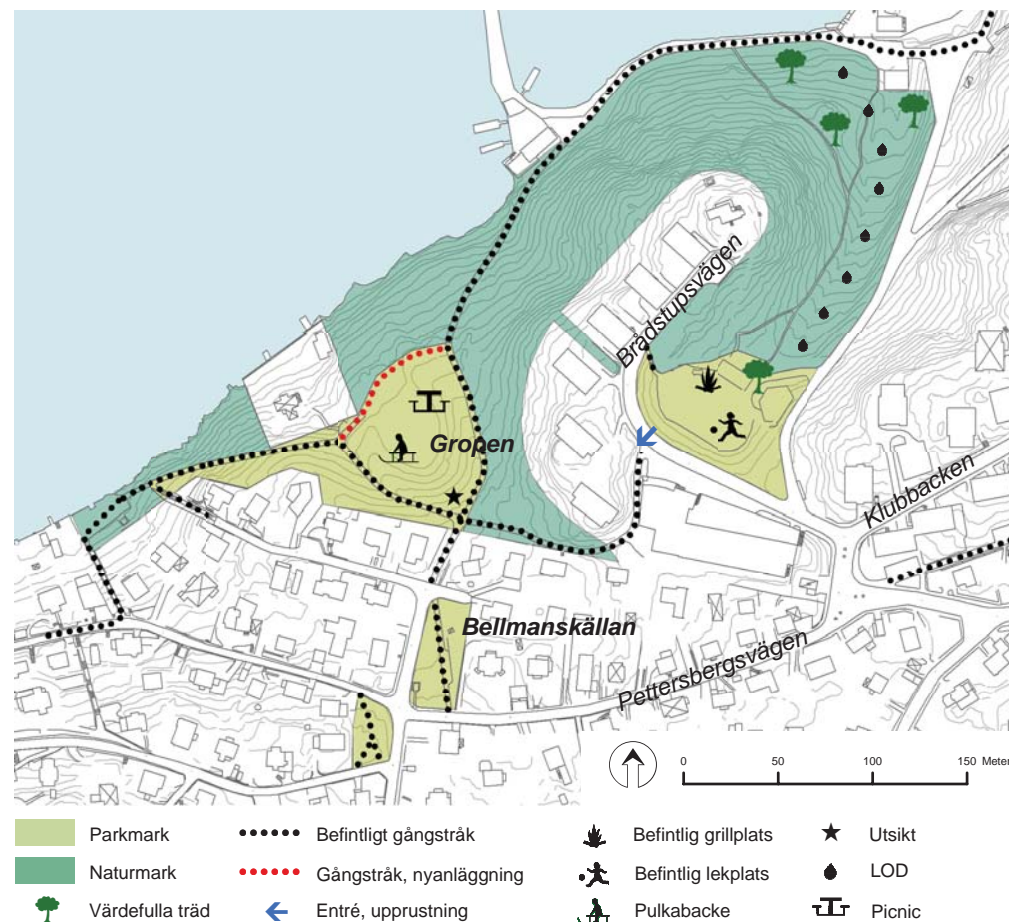 Brådstupsvägen
Gropen
Klubbacken
Bellmanskällan
Pettersbergsvägen
0 50 100 150 Meter
Parkmark
Befintligt gångstråk
Befintlig grillplats
Utsikt
Naturmark
Gångstråk, nyanläggning
Befintlig lekplats
LOD
Värdefulla träd
Entré, upprustning
Pulkabacke
Picnic